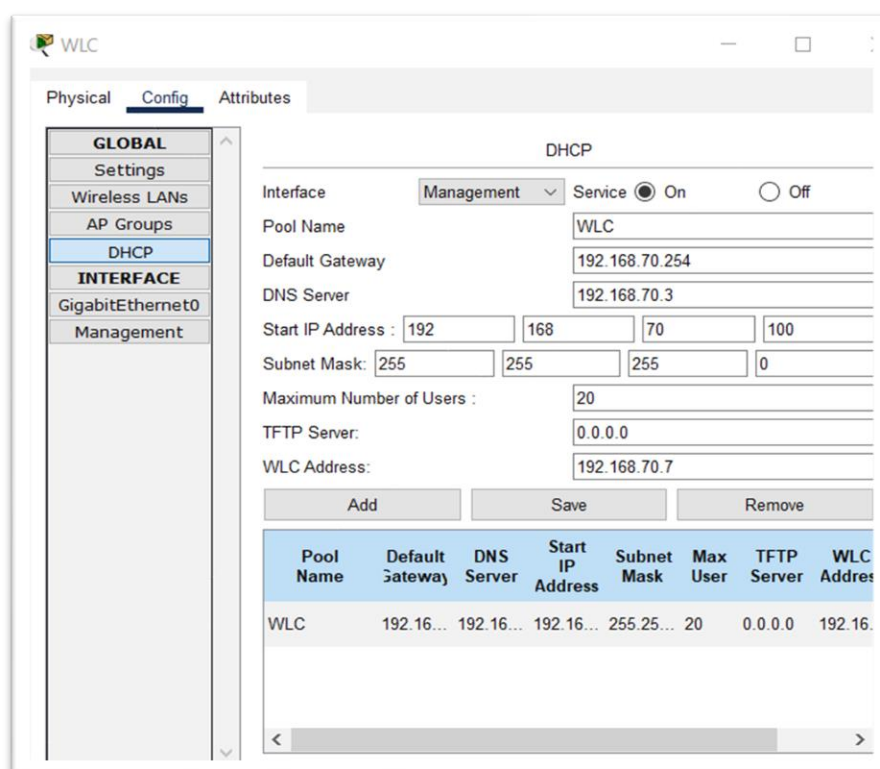 WLC
Physical Config Attributes
GLOBAL
Settings
Wireless LANs
AP Groups
DHCP
INTERFACE
GigabitEthernet0
Management
DHCP
Interface Management Service On Off
Pool Name WLC
Default Gateway 192.168.70.254
DNS Server 192.168.70.3
Start IP Address : 192 168 70 100
Subnet Mask: 255 255 255 0
Maximum Number of Users : 20
TFTP Server: 0.0.0.0
WLC Address: 192.168.70.7
Add Save Remove
Pool Name Default Gateway DNS Server Start IP Address Subnet Mask Max User TFTP Server WLC Addres
WLC 192.16... 192.16... 192.16... 255.25... 20 0.0.0.0 192.16.